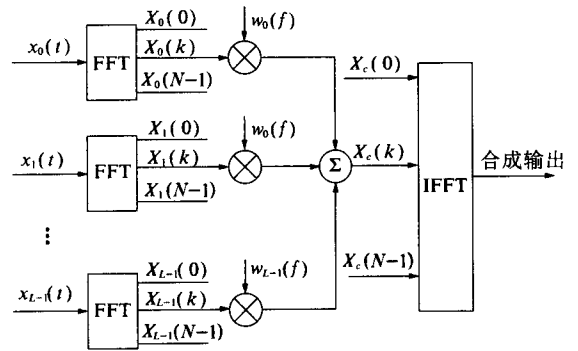 x₀(t)
FFT
X₀(0)
X₀(k)
X₀(N−1)
w₀(f)
x₁(t)
FFT
X₁(0)
X₁(k)
X₁(N−1)
w₀(f)
⋮
x_{L−1}(t)
FFT
X_{L−1}(0)
X_{L−1}(k)
X_{L−1}(N−1)
w_{L−1}(f)
Σ
X_c(0)
X_c(k)
X_c(N−1)
IFFT
合成输出